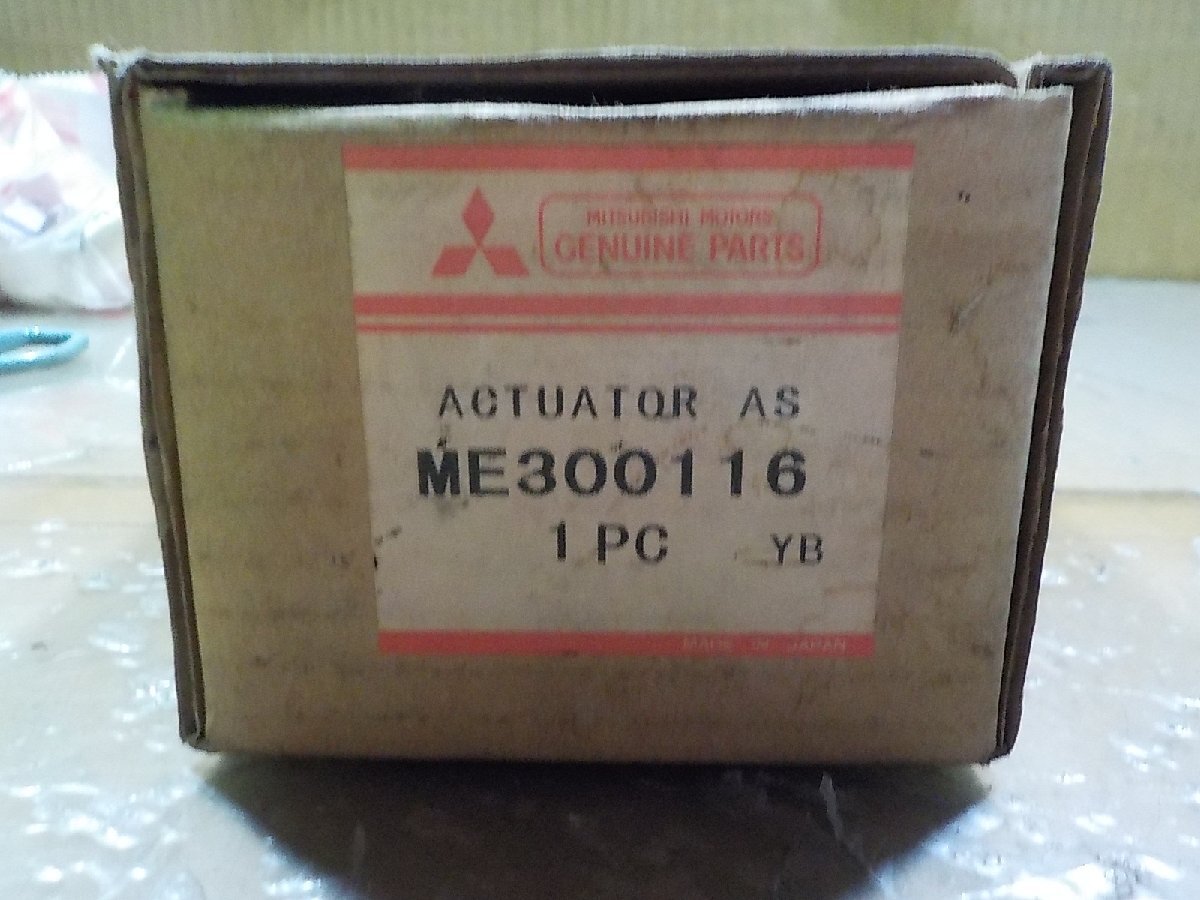 MITSUBISHI MOTORS
GENUINE PARTS
ACTUATOR AS
ME300116
1 PC YB
MADE IN JAPAN